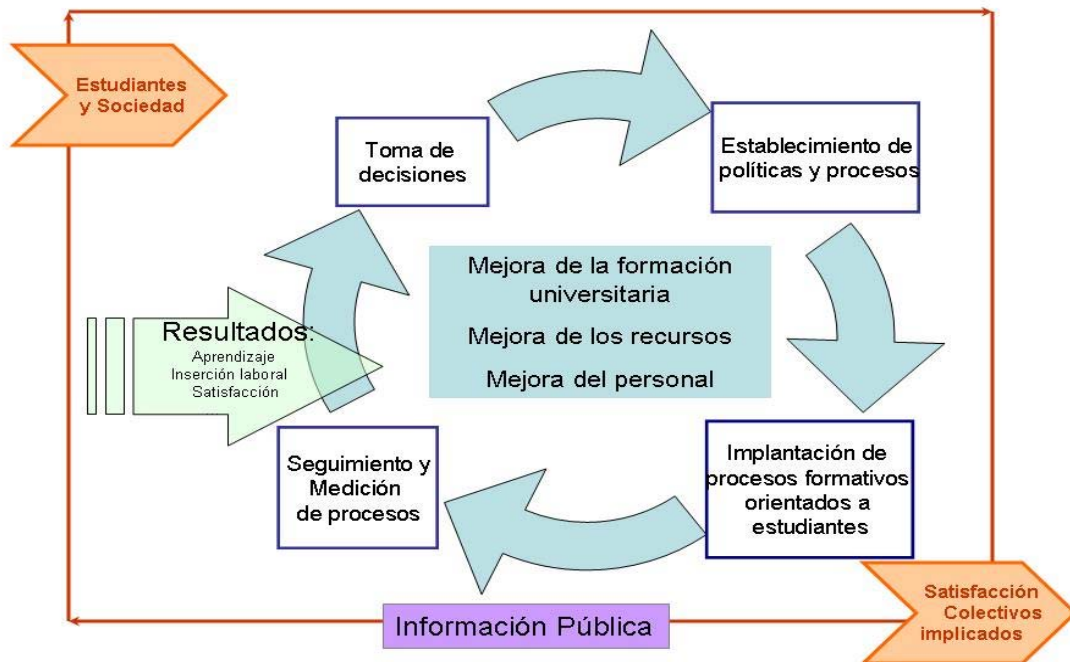 Estudiantes
y Sociedad
Toma de
decisiones
Establecimiento de
políticas y procesos
Mejora de la formación
universitaria
Mejora de los recursos
Mejora del personal
Resultados:
Aprendizaje
Inserción laboral
Satisfacción
...
Seguimiento y
Medición
de procesos
Implantación de
procesos formativos
orientados a
estudiantes
Información Pública
Satisfacción
Colectivos
implicados